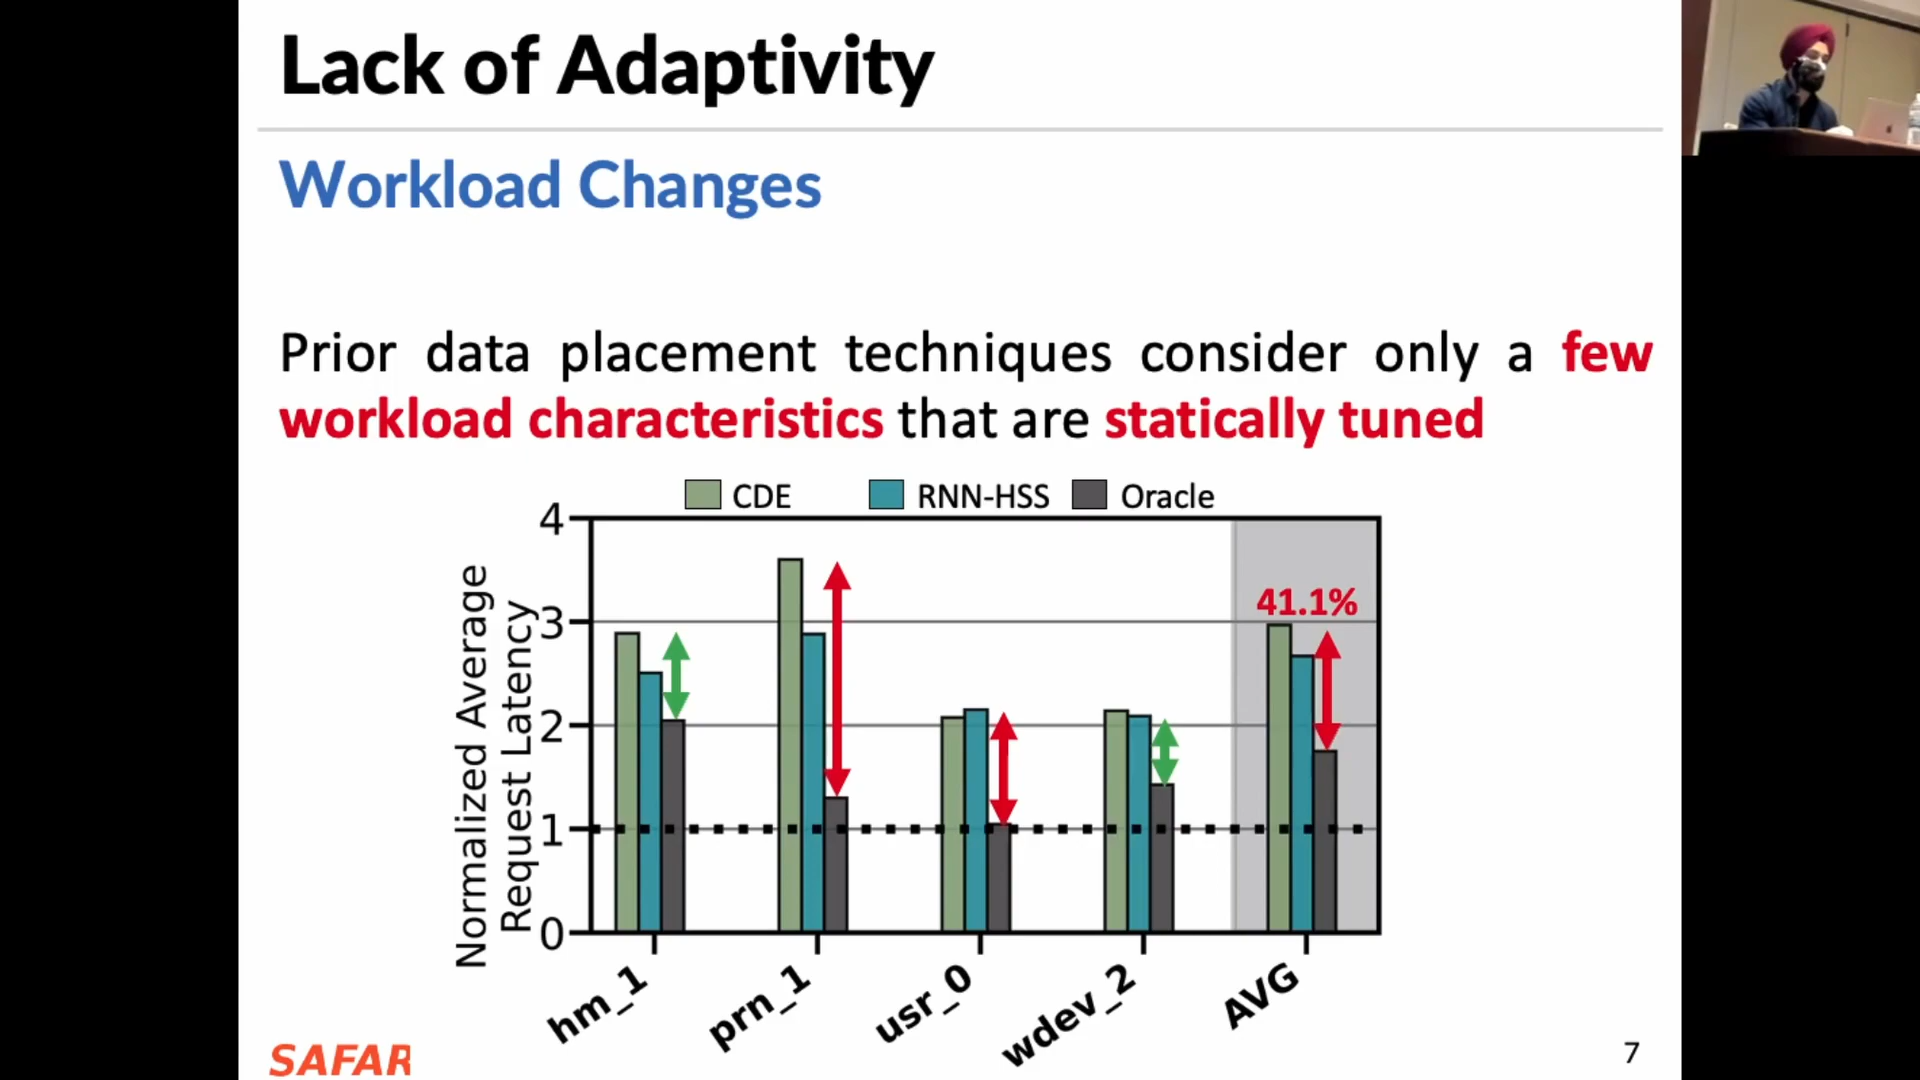 Lack of Adaptivity
Workload Changes
Prior data placement techniques consider only a few
workload characteristics that are statically tuned
CDE RNN-HSS Oracle
Normalized Average
Request Latency
4
3
2
1
0
41.1%
hm_1 prn_1 usr_0 wdev_2 AVG
SAFAR
7